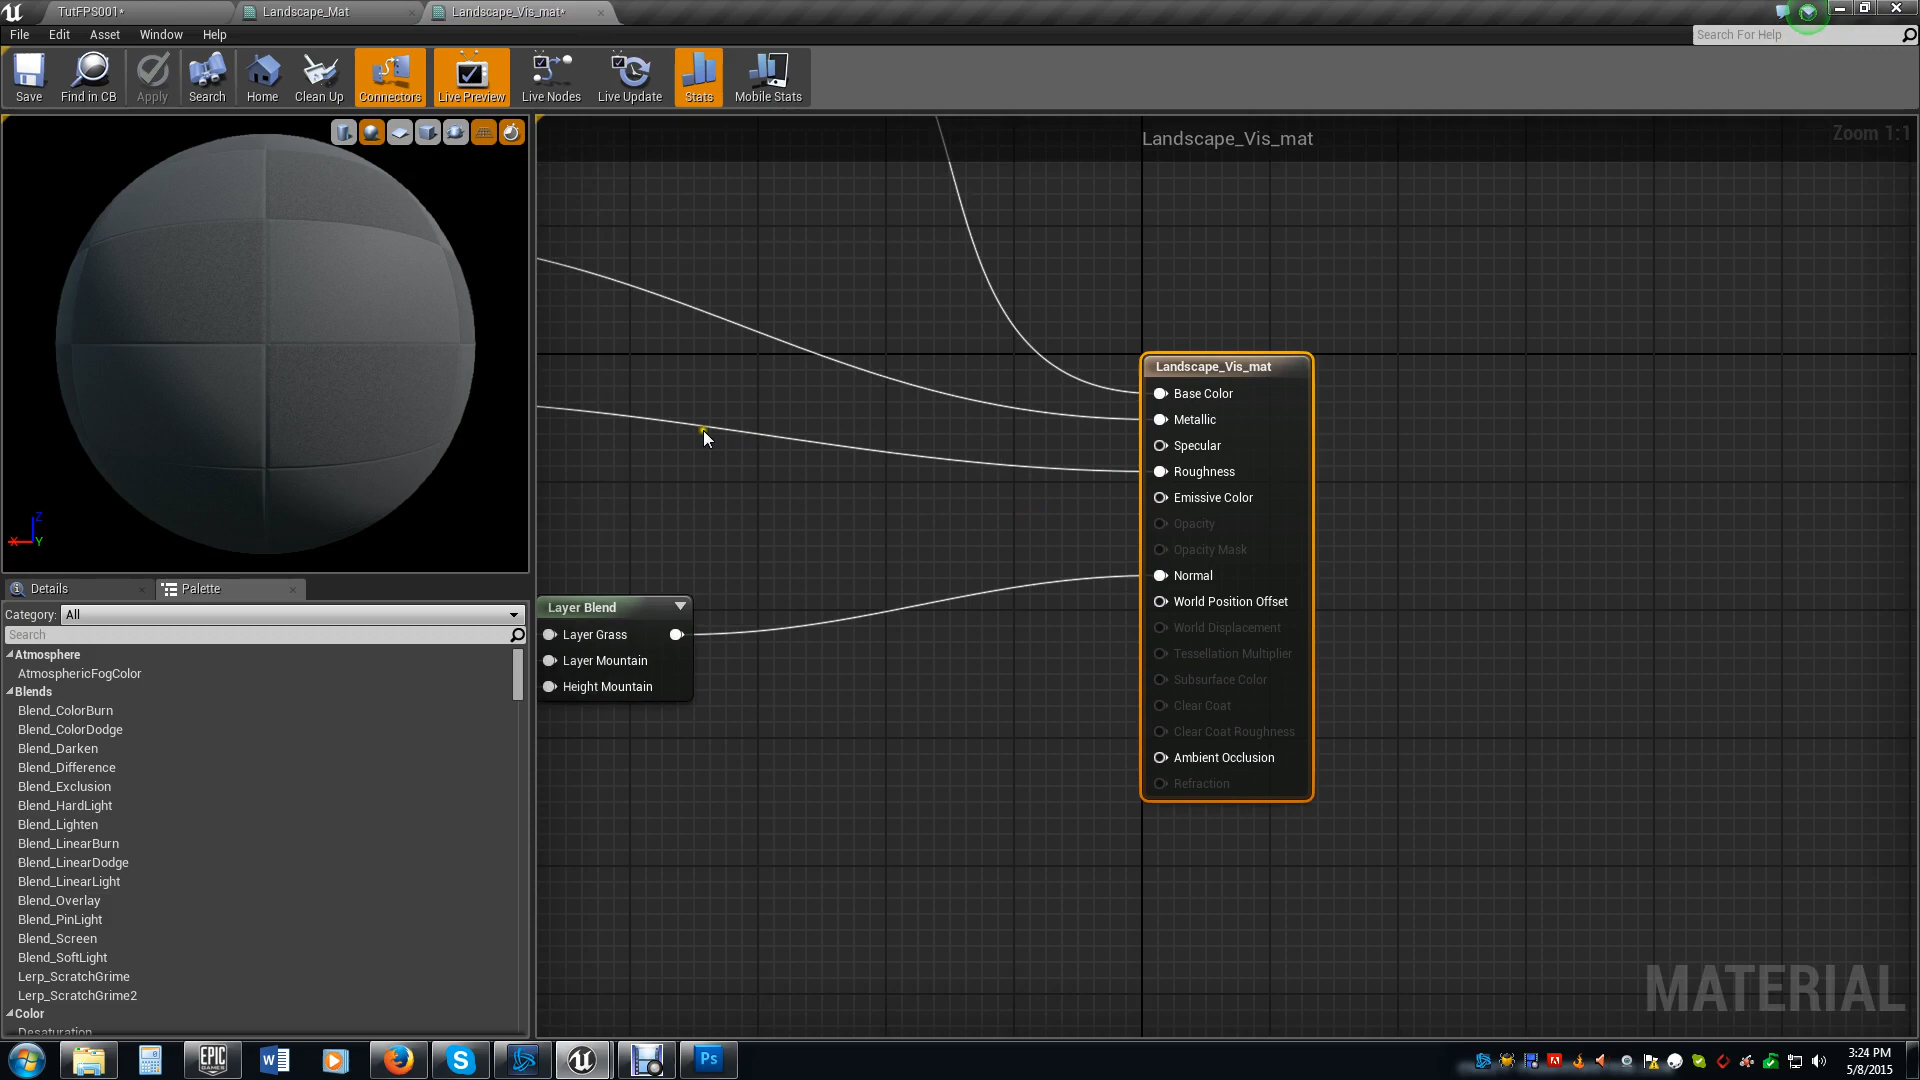 TutFPS001*
Landscape_Mat
Landscape_Vis_mat*
File Edit Asset Window Help
Search For Help
Save Find in CB Apply Search Home Clean Up Connectors Live Preview Live Nodes Live Update Stats Mobile Stats
Landscape_Vis_mat
Zoom 1:1
Z
X
Y
Details
Palette
Category: All
Search
Atmosphere
AtmosphericFogColor
Blends
Blend_ColorBurn
Blend_ColorDodge
Blend_Darken
Blend_Difference
Blend_Exclusion
Blend_HardLight
Blend_Lighten
Blend_LinearBurn
Blend_LinearDodge
Blend_LinearLight
Blend_Overlay
Blend_PinLight
Blend_Screen
Blend_SoftLight
Lerp_ScratchGrime
Lerp_ScratchGrime2
Color
Desaturation
Layer Blend
Layer Grass
Layer Mountain
Height Mountain
Landscape_Vis_mat
Base Color
Metallic
Specular
Roughness
Emissive Color
Opacity
Opacity Mask
Normal
World Position Offset
World Displacement
Tessellation Multiplier
Subsurface Color
Clear Coat
Clear Coat Roughness
Ambient Occlusion
Refraction
MATERIAL
EPIC
GAMES
W
S
Ps
3:24 PM
5/8/2015